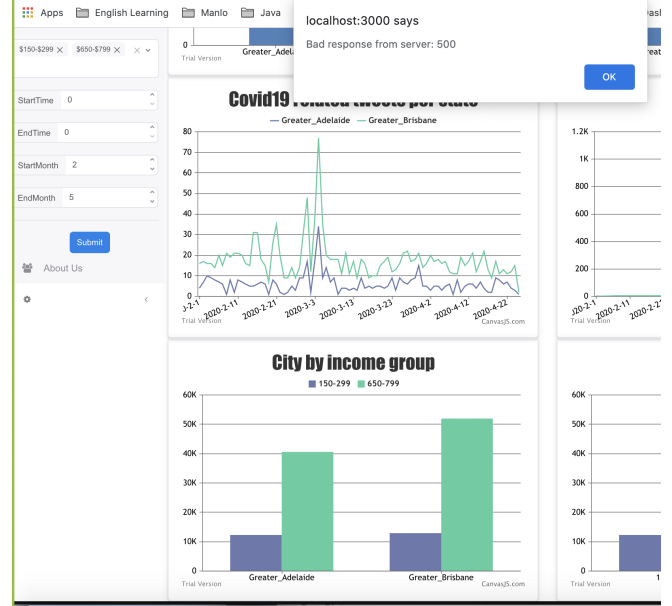 Apps English Learning Manlo Java
localhost:3000 says
Bad response from server: 500
OK
$150-$299 × $650-$799 ×
StartTime 0
EndTime 0
StartMonth 2
EndMonth 5
Submit
About Us
0
Trial Version
Covid19 related tweets per state
Greater_Adelaide Greater_Brisbane
80
70
60
50
40
30
20
10
0
2020-2-11 2020-2-21 2020-3-3 2020-3-13 2020-3-23 2020-4-2 2020-4-12 2020-4-22
Trial Version CanvasJS.com
City by income group
150-299 650-799
60K
50K
40K
30K
20K
10K
0
Greater_Adelaide Greater_Brisbane
Trial Version CanvasJS.com
1.2K
1K
800
600
400
200
0
2020-2-11
Trial Version
60K
50K
40K
30K
20K
10K
0
Trial Version